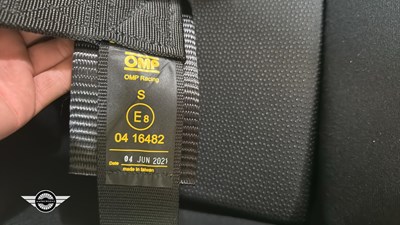 OMP
OMP Racing
S
E8
04 16482
Date 04 JUN 2021
made in taiwan